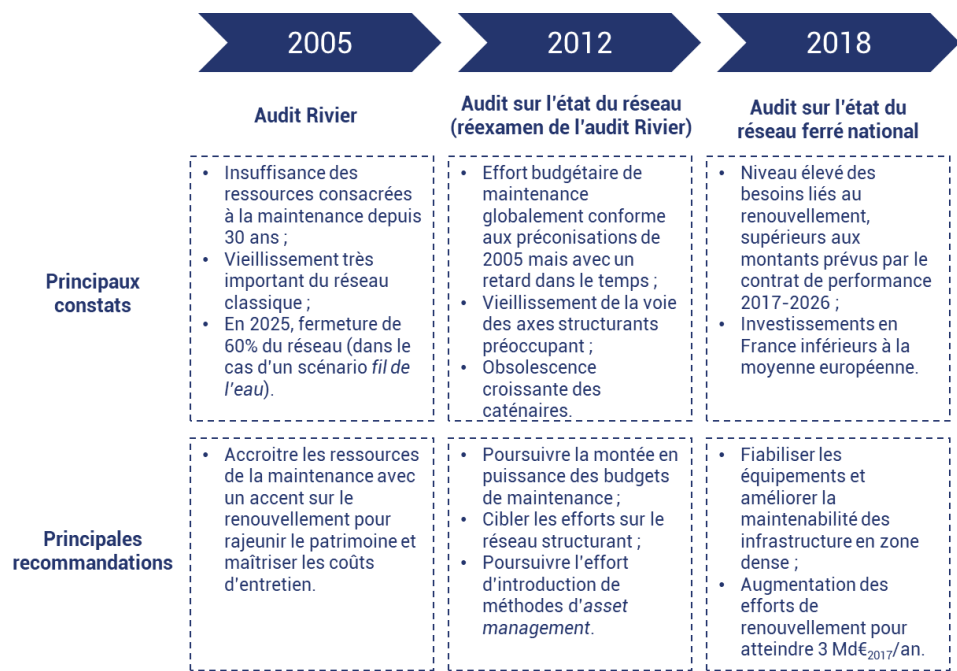 2005
2012
2018
Audit Rivier
Audit sur l'état du réseau
(réexamen de l'audit Rivier)
Audit sur l'état du
réseau ferré national
Principaux
constats
• Insuffisance des
ressources consacrées
à la maintenance depuis
30 ans ;
• Vieillissement très
important du réseau
classique ;
• En 2025, fermeture de
60% du réseau (dans le
cas d'un scénario fil de
l'eau).
• Effort budgétaire de
maintenance
globalement conforme
aux préconisations de
2005 mais avec un
retard dans le temps ;
• Vieillissement de la voie
des axes structurants
préoccupant ;
• Obsolescence
croissante des
caténaires.
• Niveau élevé des
besoins liés au
renouvellement,
supérieurs aux
montants prévus par le
contrat de performance
2017-2026 ;
• Investissements en
France inférieurs à la
moyenne européenne.
Principales
recommandations
• Accroitre les ressources
de la maintenance avec
un accent sur le
renouvellement pour
rajeunir le patrimoine et
maîtriser les coûts
d'entretien.
• Poursuivre la montée en
puissance des budgets
de maintenance ;
• Cibler les efforts sur le
réseau structurant ;
• Poursuivre l'effort
d'introduction de
méthodes d'asset
management.
• Fiabiliser les
équipements et
améliorer la
maintenabilité des
infrastructure en zone
dense ;
• Augmentation des
efforts de
renouvellement pour
atteindre 3 Md€2017/an.